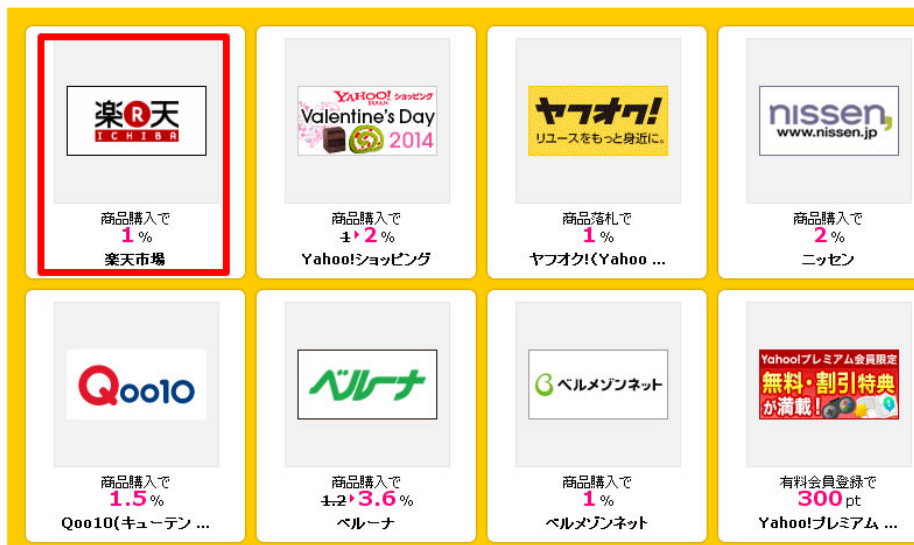 楽R天
ICHIBA
商品購入で
1%
楽天市場
YAHOO! ショッピング
JAPAN
Valentine's Day
2014
商品購入で
1▶2%
Yahoo!ショッピング
ヤフオク!
リユースをもっと身近に。
商品落札で
1%
ヤフオク!(Yahoo ...
nissen,
www.nissen.jp
商品購入で
2%
ニッセン
Qoo10
商品購入で
1.5%
Qoo10(キューテン ...
ベルーナ
商品購入で
1.2▶3.6%
ベルーナ
ベルメゾンネット
商品購入で
1%
ベルメゾンネット
Yahoo!プレミアム会員限定
無料・割引特典
が満載!
有料会員登録で
300pt
Yahoo!プレミアム ...